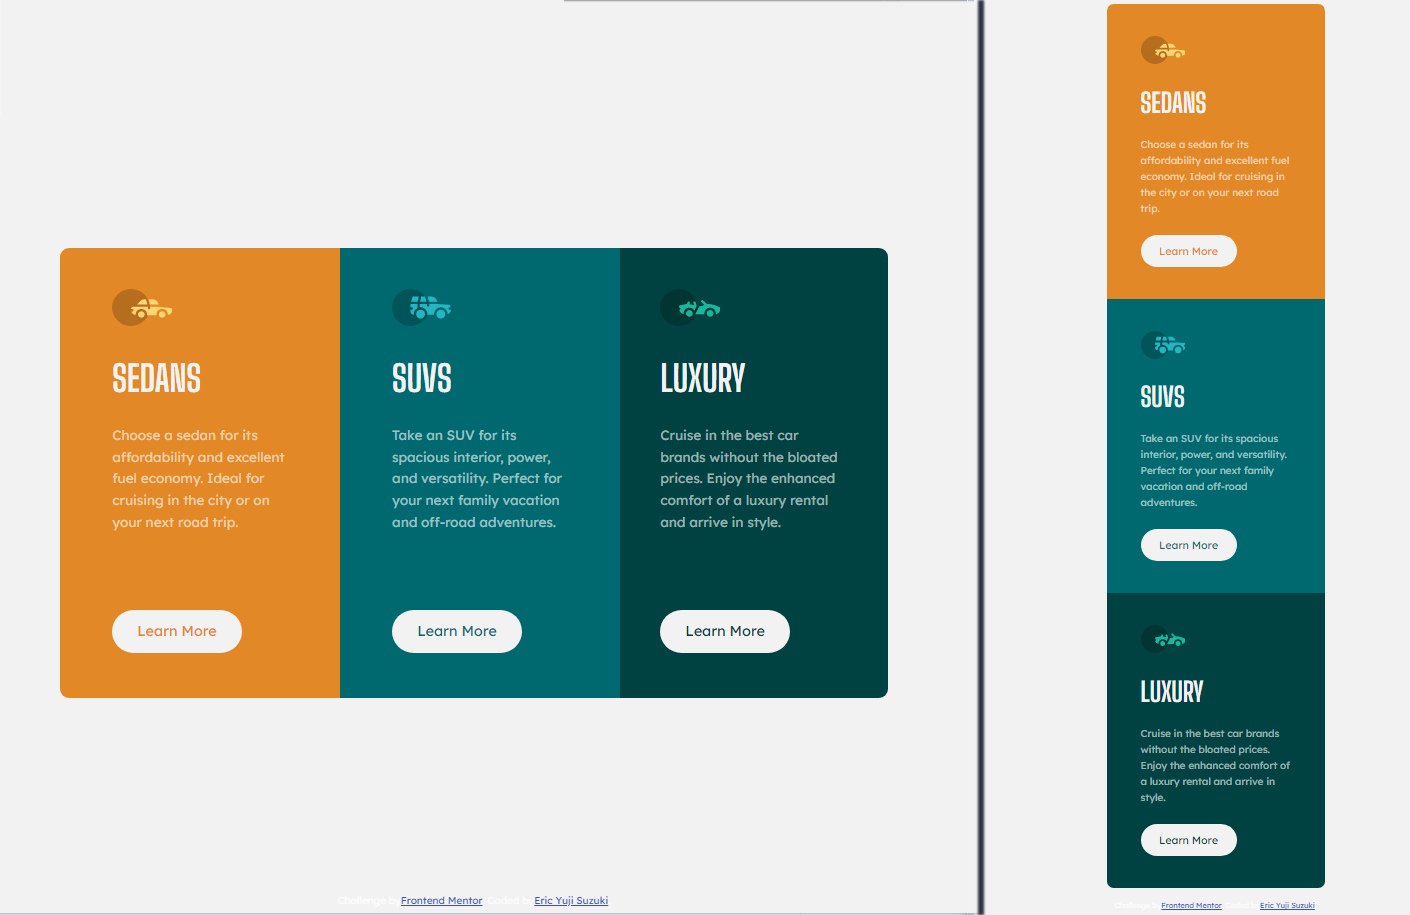 SEDANS
Choose a sedan for its
affordability and excellent
fuel economy. Ideal for
cruising in the city or on
your next road trip.
Learn More
SUVS
Take an SUV for its
spacious interior, power,
and versatility. Perfect for
your next family vacation
and off-road adventures.
Learn More
LUXURY
Cruise in the best car
brands without the bloated
prices. Enjoy the enhanced
comfort of a luxury rental
and arrive in style.
Learn More
Challenge by Frontend Mentor. Coded by Eric Yuji Suzuki
SEDANS
Choose a sedan for its
affordability and excellent fuel
economy. Ideal for cruising in
the city or on your next road
trip.
Learn More
SUVS
Take an SUV for its spacious
interior, power, and versatility.
Perfect for your next family
vacation and off-road
adventures.
Learn More
LUXURY
Cruise in the best car brands
without the bloated prices.
Enjoy the enhanced comfort of
a luxury rental and arrive in
style.
Learn More
Challenge by Frontend Mentor. Coded by Eric Yuji Suzuki